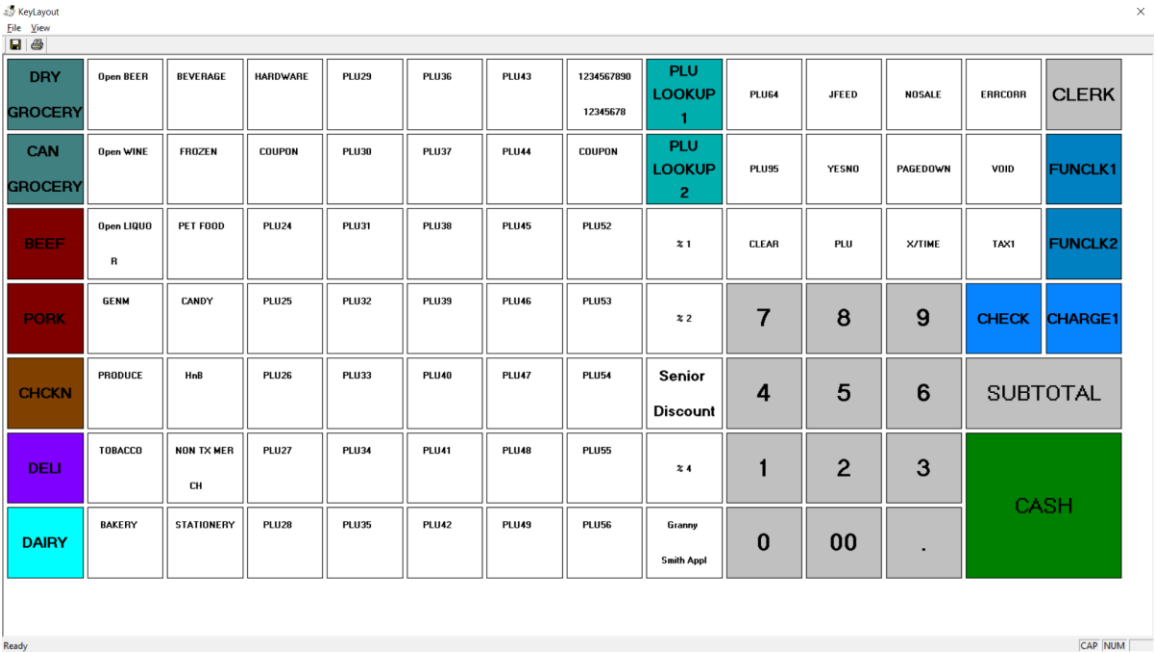 KeyLayout
File View
DRY
GROCERY
Open BEER
BEVERAGE
HARDWARE
PLU29
PLU36
PLU43
1234567890
12345678
PLU
LOOKUP
1
PLU64
JFEED
NOSALE
ERRCORR
CLERK
CAN
GROCERY
Open WINE
FROZEN
COUPON
PLU30
PLU37
PLU44
COUPON
PLU
LOOKUP
2
PLU95
YESNO
PAGEDOWN
VOID
FUNCLK1
BEEF
Open LIQUO
R
PET FOOD
PLU24
PLU31
PLU38
PLU45
PLU52
% 1
CLEAR
PLU
X/TIME
TAX1
FUNCLK2
PORK
GENM
CANDY
PLU25
PLU32
PLU39
PLU46
PLU53
% 2
7
8
9
CHECK
CHARGE1
CHCKN
PRODUCE
HnB
PLU26
PLU33
PLU40
PLU47
PLU54
Senior
Discount
4
5
6
SUBTOTAL
DELI
TOBACCO
NON TX MER
CH
PLU27
PLU34
PLU41
PLU48
PLU55
% 4
1
2
3
CASH
DAIRY
BAKERY
STATIONERY
PLU28
PLU35
PLU42
PLU49
PLU56
Granny
Smith Appl
0
00
.
Ready
CAP NUM